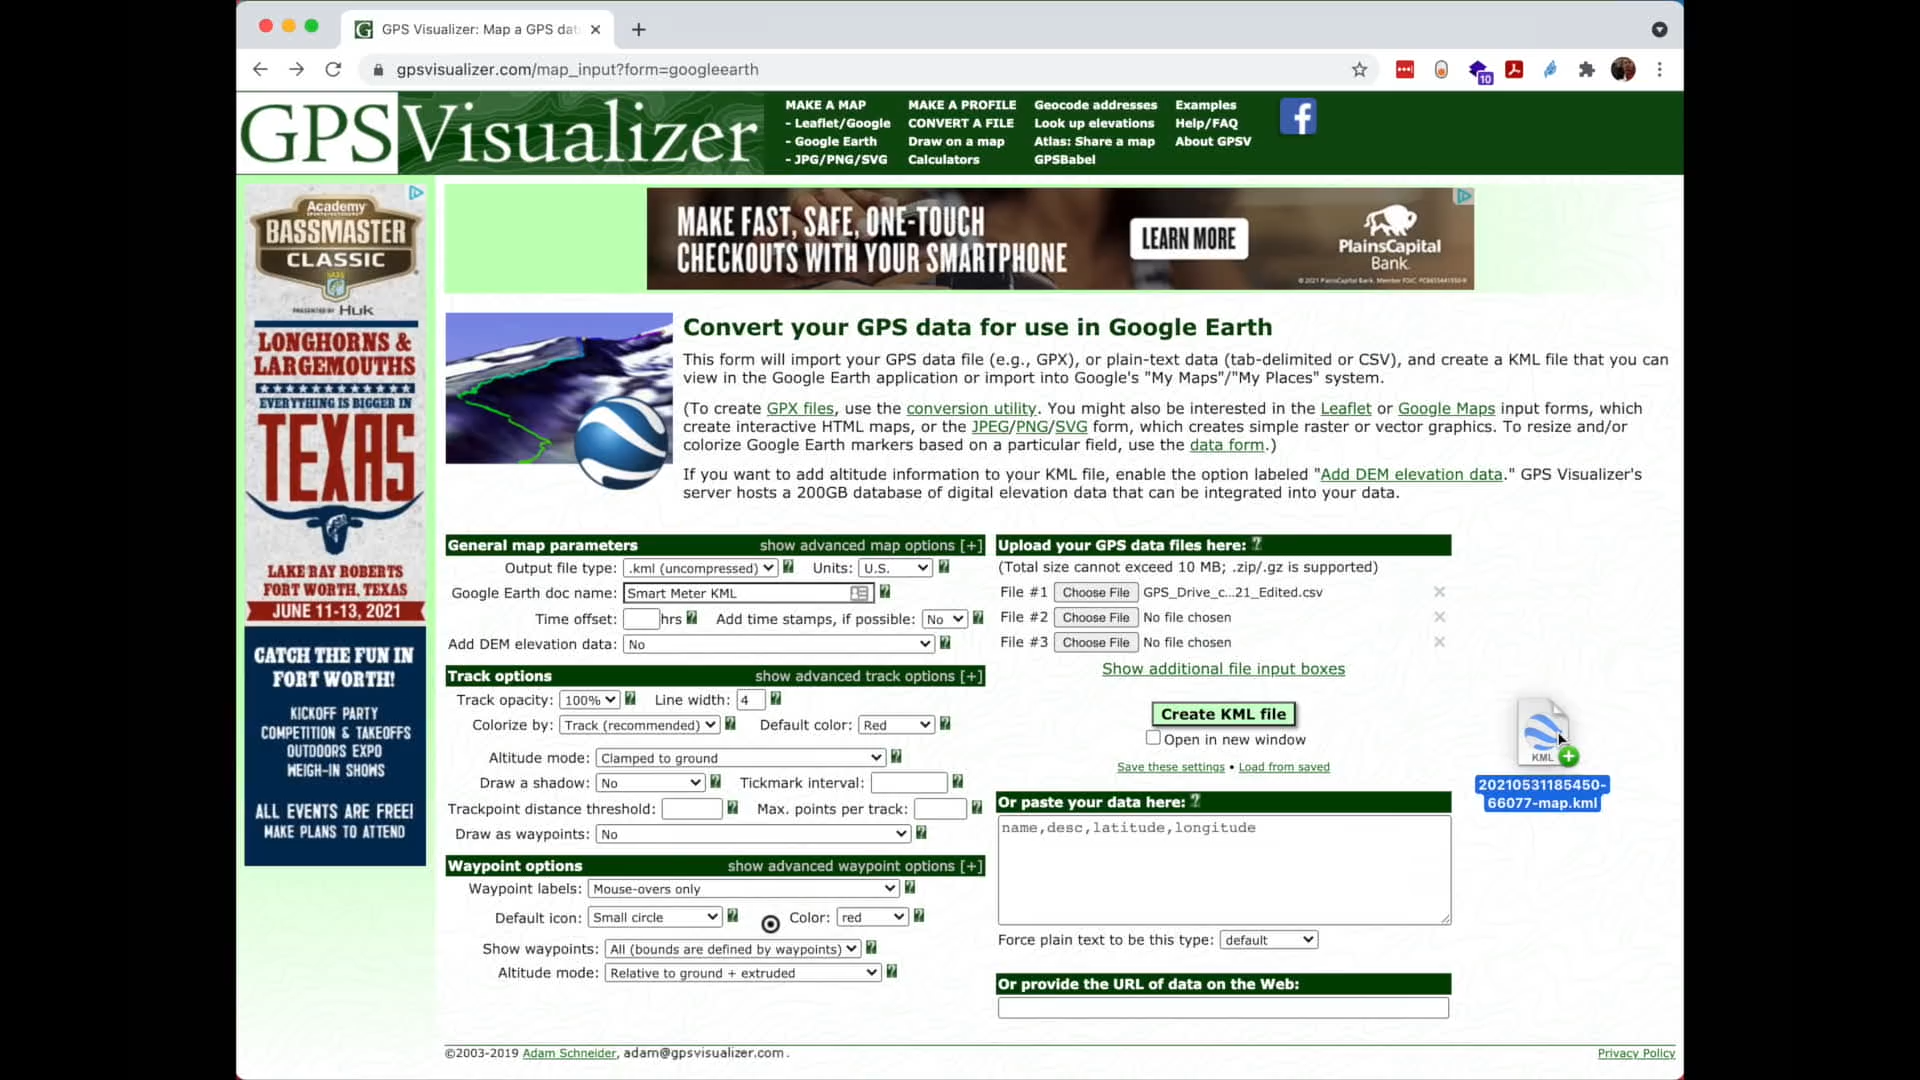 GPS Visualizer: Map a GPS dat
gpsvisualizer.com/map_input?form=googleearth
10
GPSVisualizer
MAKE A MAP
- Leaflet/Google
- Google Earth
- JPG/PNG/SVG
MAKE A PROFILE
CONVERT A FILE
Draw on a map
Calculators
Geocode addresses
Look up elevations
Atlas: Share a map
GPSBabel
Examples
Help/FAQ
About GPSV
Academy
BASSMASTER
CLASSIC
PRESENTED BY Huk
LONGHORNS &
LARGEMOUTHS
EVERYTHING IS BIGGER IN
TEXAS
LAKE RAY ROBERTS
FORT WORTH, TEXAS
JUNE 11-13, 2021
CATCH THE FUN IN
FORT WORTH!
KICKOFF PARTY
COMPETITION & TAKEOFFS
OUTDOORS EXPO
WEIGH-IN SHOWS
ALL EVENTS ARE FREE!
MAKE PLANS TO ATTEND
MAKE FAST, SAFE, ONE-TOUCH
CHECKOUTS WITH YOUR SMARTPHONE
LEARN MORE
PlainsCapital
Bank.
Convert your GPS data for use in Google Earth
This form will import your GPS data file (e.g., GPX), or plain-text data (tab-delimited or CSV), and create a KML file that you can
view in the Google Earth application or import into Google's "My Maps"/"My Places" system.
(To create GPX files, use the conversion utility. You might also be interested in the Leaflet or Google Maps input forms, which
create interactive HTML maps, or the JPEG/PNG/SVG form, which creates simple raster or vector graphics. To resize and/or
colorize Google Earth markers based on a particular field, use the data form.)
If you want to add altitude information to your KML file, enable the option labeled "Add DEM elevation data." GPS Visualizer's
server hosts a 200GB database of digital elevation data that can be integrated into your data.
General map parameters show advanced map options [+]
Output file type: .kml (uncompressed) ? Units: U.S. ?
Google Earth doc name: Smart Meter KML ?
Time offset: hrs ? Add time stamps, if possible: No ?
Add DEM elevation data: No ?
Track options show advanced track options [+]
Track opacity: 100% ? Line width: 4 ?
Colorize by: Track (recommended) ? Default color: Red ?
Altitude mode: Clamped to ground ?
Draw a shadow: No ? Tickmark interval: ?
Trackpoint distance threshold: ? Max. points per track: ?
Draw as waypoints: No ?
Waypoint options show advanced waypoint options [+]
Waypoint labels: Mouse-overs only ?
Default icon: Small circle ? Color: red ?
Show waypoints: All (bounds are defined by waypoints) ?
Altitude mode: Relative to ground + extruded ?
Upload your GPS data files here: ?
(Total size cannot exceed 10 MB; .zip/.gz is supported)
File #1 Choose File GPS_Drive_c...21_Edited.csv
File #2 Choose File No file chosen
File #3 Choose File No file chosen
Show additional file input boxes
Create KML file
Open in new window
Save these settings • Load from saved
Or paste your data here: ?
name,desc,latitude,longitude
Force plain text to be this type: default
Or provide the URL of data on the Web:
KML
20210531185450-
66077-map.kml
©2003-2019 Adam Schneider, adam@gpsvisualizer.com .
Privacy Policy